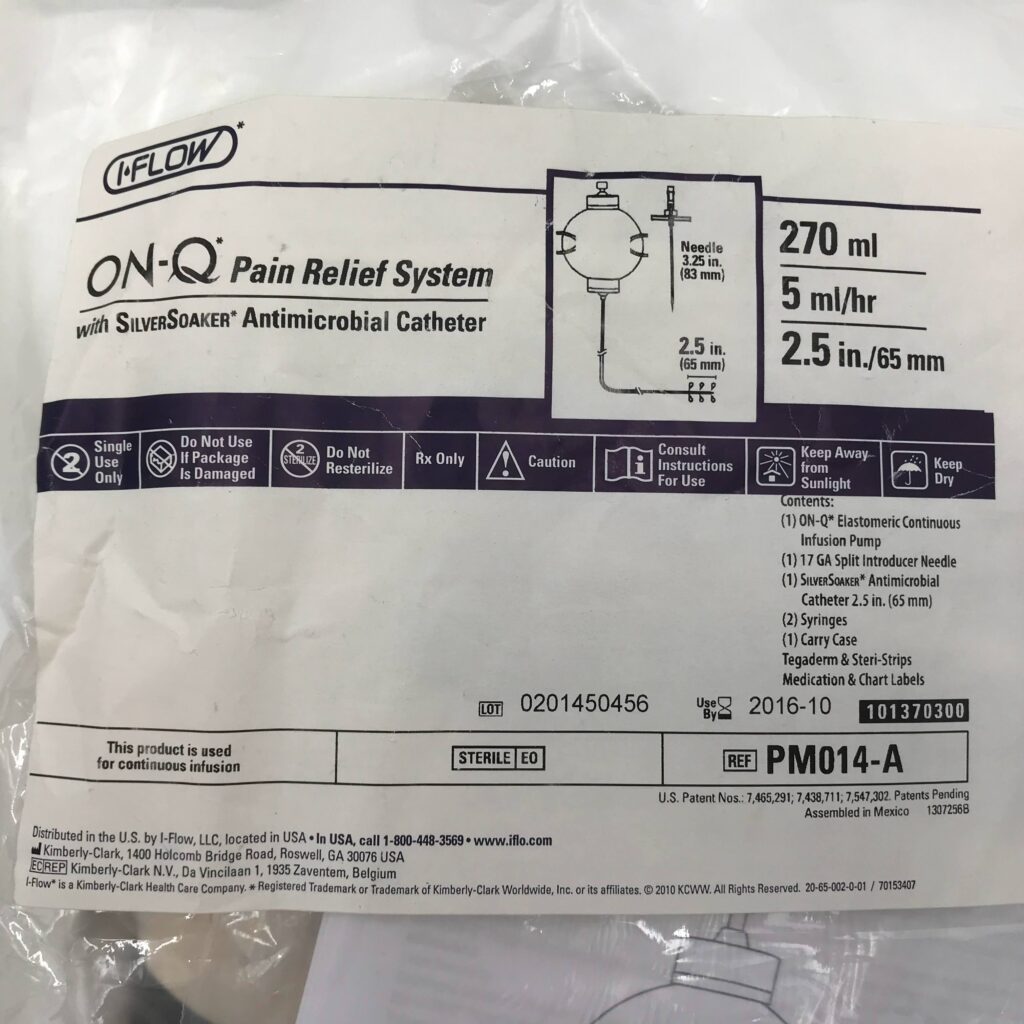 I-FLOW*
ON-Q* Pain Relief System
with SILVERSOAKER* Antimicrobial Catheter
Needle
3.25 in.
(83 mm)
2.5 in.
(65 mm)
270 ml
5 ml/hr
2.5 in./65 mm
2
Single
Use
Only
Do Not Use
If Package
Is Damaged
2
STERILIZE
Do Not
Resterilize
Rx Only
!
Caution
i
Consult
Instructions
For Use
Keep Away
from
Sunlight
Keep
Dry
Contents:
(1) ON-Q* Elastomeric Continuous
Infusion Pump
(1) 17 GA Split Introducer Needle
(1) SILVERSOAKER* Antimicrobial
Catheter 2.5 in. (65 mm)
(2) Syringes
(1) Carry Case
Tegaderm & Steri-Strips
Medication & Chart Labels
LOT 0201450456
Use By 2016-10
101370300
This product is used
for continuous infusion
STERILE EO
REF PM014-A
U.S. Patent Nos.: 7,465,291; 7,438,711; 7,547,302. Patents Pending
Assembled in Mexico 1307256B
Distributed in the U.S. by I-Flow, LLC, located in USA • In USA, call 1-800-448-3569 • www.iflo.com
Kimberly-Clark, 1400 Holcomb Bridge Road, Roswell, GA 30076 USA
EC REP Kimberly-Clark N.V., Da Vincilaan 1, 1935 Zaventem, Belgium
I-Flow* is a Kimberly-Clark Health Care Company. * Registered Trademark or Trademark of Kimberly-Clark Worldwide, Inc. or its affiliates. © 2010 KCWW. All Rights Reserved. 20-65-002-0-01 / 70153407